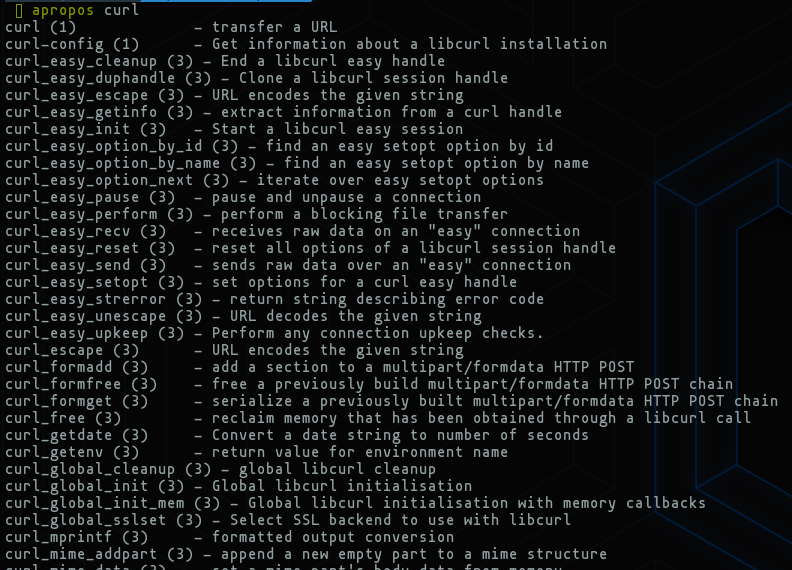 apropos curl
curl (1)             - transfer a URL
curl-config (1)      - Get information about a libcurl installation
curl_easy_cleanup (3) - End a libcurl easy handle
curl_easy_duphandle (3) - Clone a libcurl session handle
curl_easy_escape (3) - URL encodes the given string
curl_easy_getinfo (3) - extract information from a curl handle
curl_easy_init (3)   - Start a libcurl easy session
curl_easy_option_by_id (3) - find an easy setopt option by id
curl_easy_option_by_name (3) - find an easy setopt option by name
curl_easy_option_next (3) - iterate over easy setopt options
curl_easy_pause (3)  - pause and unpause a connection
curl_easy_perform (3) - perform a blocking file transfer
curl_easy_recv (3)   - receives raw data on an "easy" connection
curl_easy_reset (3)  - reset all options of a libcurl session handle
curl_easy_send (3)   - sends raw data over an "easy" connection
curl_easy_setopt (3) - set options for a curl easy handle
curl_easy_strerror (3) - return string describing error code
curl_easy_unescape (3) - URL decodes the given string
curl_easy_upkeep (3) - Perform any connection upkeep checks.
curl_escape (3)      - URL encodes the given string
curl_formadd (3)     - add a section to a multipart/formdata HTTP POST
curl_formfree (3)    - free a previously build multipart/formdata HTTP POST chain
curl_formget (3)     - serialize a previously built multipart/formdata HTTP POST chain
curl_free (3)        - reclaim memory that has been obtained through a libcurl call
curl_getdate (3)     - Convert a date string to number of seconds
curl_getenv (3)      - return value for environment name
curl_global_cleanup (3) - global libcurl cleanup
curl_global_init (3) - Global libcurl initialisation
curl_global_init_mem (3) - Global libcurl initialisation with memory callbacks
curl_global_sslset (3) - Select SSL backend to use with libcurl
curl_mprintf (3)     - formatted output conversion
curl_mime_addpart (3) - append a new empty part to a mime structure
curl_mime_data (3)   - set a mime part's body data from memory